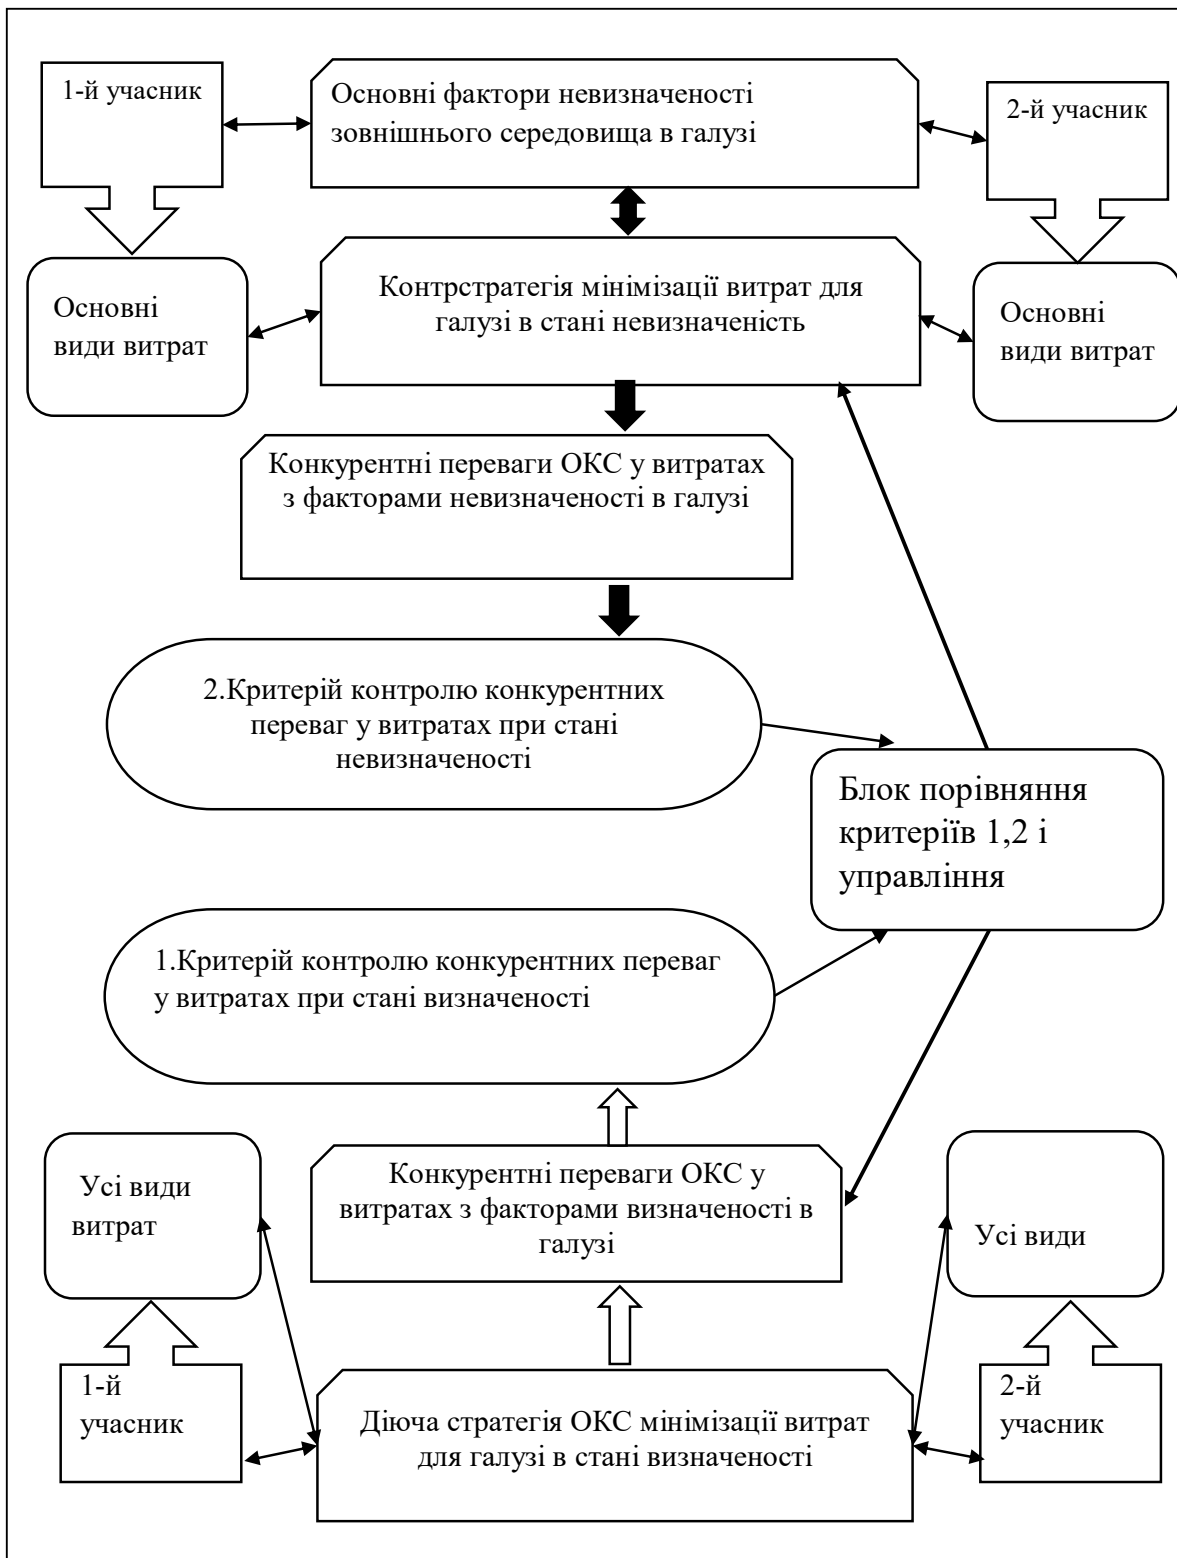 1-й учасник
Основні фактори невизначеності
зовнішнього середовища в галузі
2-й учасник
Основні
види витрат
Контрстратегія мінімізації витрат для
галузі в стані невизначеність
Основні
види витрат
Конкурентні переваги ОКС у витратах
з факторами невизначеності в галузі
2.Критерій контролю конкурентних
переваг у витратах при стані
невизначеності
Блок порівняння
критеріїв 1,2 і
управління
1.Критерій контролю конкурентних переваг
у витратах при стані визначеності
Усі види
витрат
Конкурентні переваги ОКС у
витратах з факторами визначеності в
галузі
Усі види
1-й
учасник
Діюча стратегія ОКС мінімізації витрат
для галузі в стані визначеності
2-й
учасник